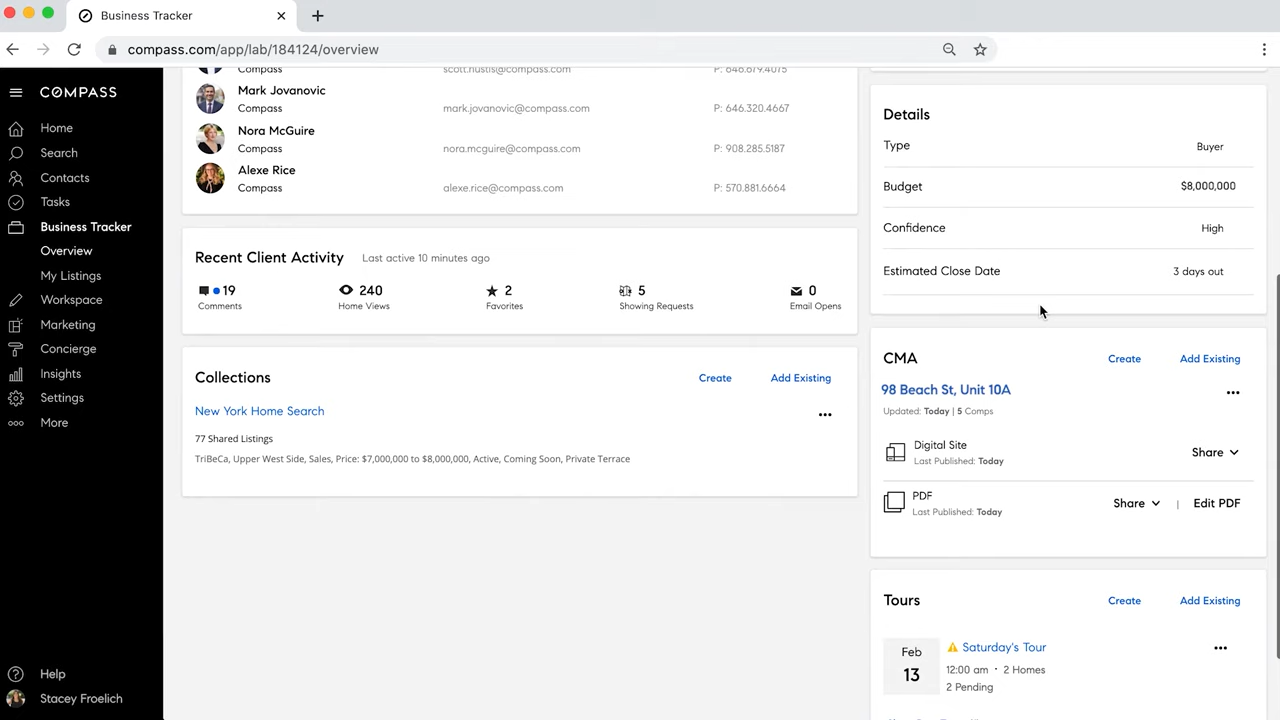 Business Tracker
compass.com/app/lab/184124/overview
COMPASS
Home
Search
Contacts
Tasks
Business Tracker
Overview
My Listings
Workspace
Marketing
Concierge
Insights
Settings
More
Help
Stacey Froelich
Compass scott.hustis@compass.com P: 646.679.4075
Mark Jovanovic
Compass mark.jovanovic@compass.com P: 646.320.4667
Nora McGuire
Compass nora.mcguire@compass.com P: 908.285.5187
Alexe Rice
Compass alexe.rice@compass.com P: 570.881.6664
Recent Client Activity Last active 10 minutes ago
19 240 2 5 0
Comments Home Views Favorites Showing Requests Email Opens
Collections Create Add Existing
New York Home Search
77 Shared Listings
TriBeCa, Upper West Side, Sales, Price: $7,000,000 to $8,000,000, Active, Coming Soon, Private Terrace
Details
Type Buyer
Budget $8,000,000
Confidence High
Estimated Close Date 3 days out
CMA Create Add Existing
98 Beach St, Unit 10A
Updated: Today | 5 Comps
Digital Site
Last Published: Today
Share
PDF
Last Published: Today
Share | Edit PDF
Tours Create Add Existing
Feb
13
Saturday's Tour
12:00 am · 2 Homes
2 Pending